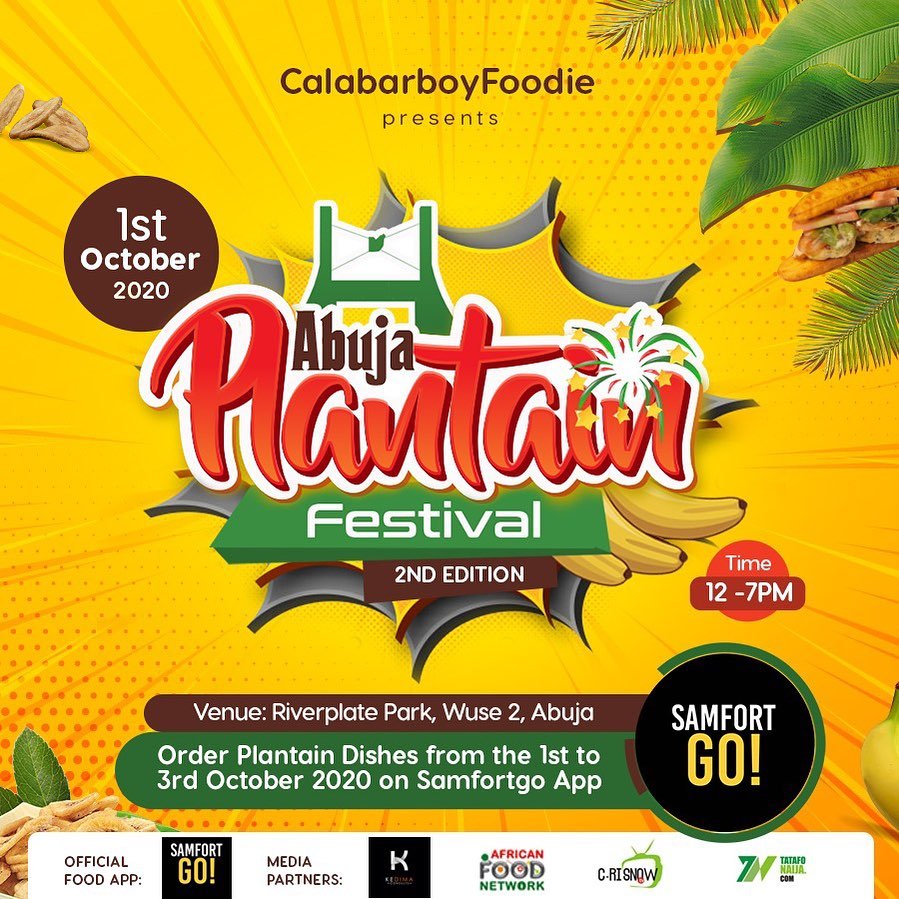 CalabarboyFoodie
presents
1st
October
2020
Abuja
Plantain
Festival
2ND EDITION
Time
12 -7PM
Venue: Riverplate Park, Wuse 2, Abuja
Order Plantain Dishes from the 1st to
3rd October 2020 on Samfortgo App
SAMFORT
GO!
OFFICIAL
FOOD APP:
SAMFORT
GO!
MEDIA
PARTNERS:
K
KEDIMA
AFRICAN
FOOD
NETWORK
C-RISNOW
TATAFO
NAIJA.
COM